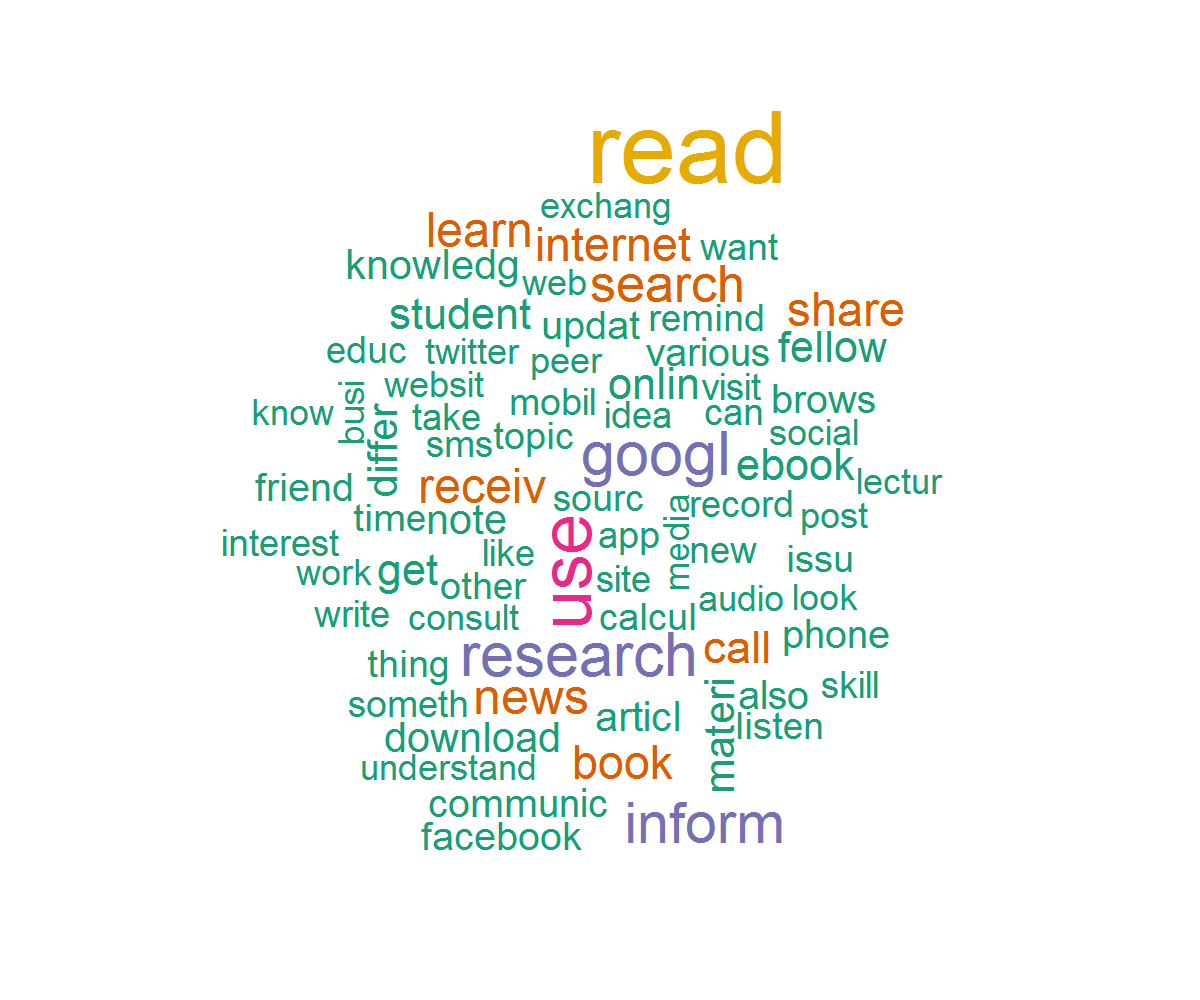 read
exchang
learn
internet
want
knowledg
web
search
share
student
updat
remind
educ
twitter
peer
various
fellow
websit
onlin
visit
know
busi
differ
take
mobil
idea
can
brows
sms
topic
social
googl
ebook
friend
receiv
sourc
media
record
lectur
time
note
use
app
post
interest
like
new
issu
work
get
other
site
audio
look
write
consult
calcul
research
call
phone
thing
news
materi
also
skill
someth
articl
listen
download
understand
book
communic
inform
facebook